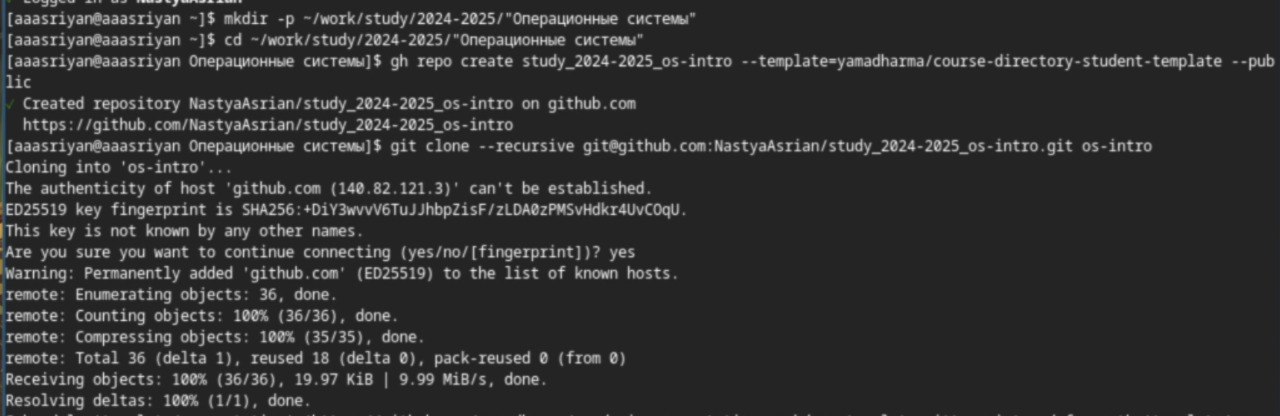 Logged in as NastyaAsrian
[aaasriyan@aaasriyan ~]$ mkdir -p ~/work/study/2024-2025/"Операционные системы"
[aaasriyan@aaasriyan ~]$ cd ~/work/study/2024-2025/"Операционные системы"
[aaasriyan@aaasriyan Операционные системы]$ gh repo create study_2024-2025_os-intro --template=yamadharma/course-directory-student-template --pub
lic
✓ Created repository NastyaAsrian/study_2024-2025_os-intro on github.com
https://github.com/NastyaAsrian/study_2024-2025_os-intro
[aaasriyan@aaasriyan Операционные системы]$ git clone --recursive git@github.com:NastyaAsrian/study_2024-2025_os-intro.git os-intro
Cloning into 'os-intro'...
The authenticity of host 'github.com (140.82.121.3)' can't be established.
ED25519 key fingerprint is SHA256:+DiY3wvvV6TuJJhbpZisF/zLDA0zPMSvHdkr4UvCOqU.
This key is not known by any other names.
Are you sure you want to continue connecting (yes/no/[fingerprint])? yes
Warning: Permanently added 'github.com' (ED25519) to the list of known hosts.
remote: Enumerating objects: 36, done.
remote: Counting objects: 100% (36/36), done.
remote: Compressing objects: 100% (35/35), done.
remote: Total 36 (delta 1), reused 18 (delta 0), pack-reused 0 (from 0)
Receiving objects: 100% (36/36), 19.97 KiB | 9.99 MiB/s, done.
Resolving deltas: 100% (1/1), done.